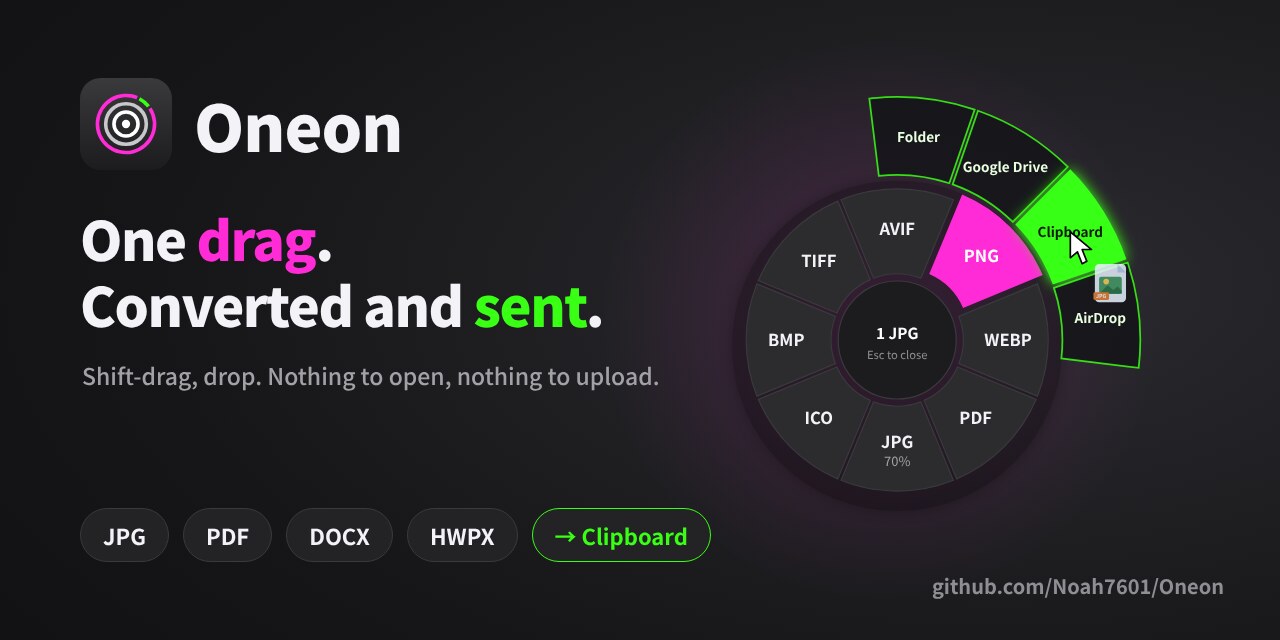 Oneon
One drag.
Converted and sent.
Shift-drag, drop. Nothing to open, nothing to upload.
JPG
PDF
DOCX
HWPX
→ Clipboard
Folder
Google Drive
Clipboard
AirDrop
JPG
AVIF
PNG
WEBP
PDF
JPG
70%
ICO
BMP
TIFF
1 JPG
Esc to close
github.com/Noah7601/Oneon